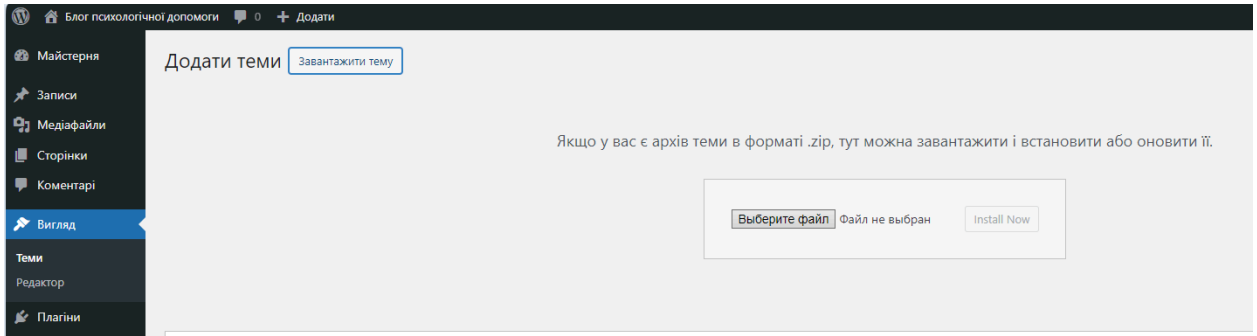 Блог психологічної допомоги 0 + Додати
Майстерня
Додати теми Завантажити тему
Записи
Медіафайли
Якщо у вас є архів теми в форматі .zip, тут можна завантажити і встановити або оновити її.
Сторінки
Коментарі
Выберите файл Файл не выбран Install Now
Вигляд
Теми
Редактор
Плагіни